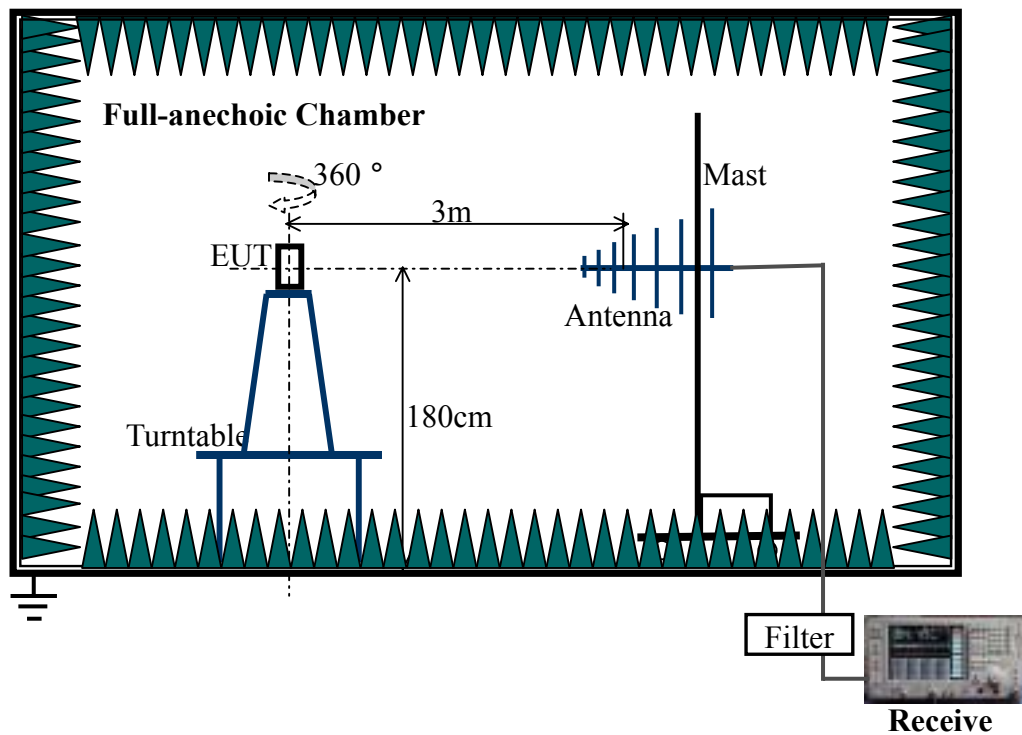 Full-anechoic Chamber
360 °
Mast
3m
EUT
Antenna
180cm
Turntable
Filter
Receive